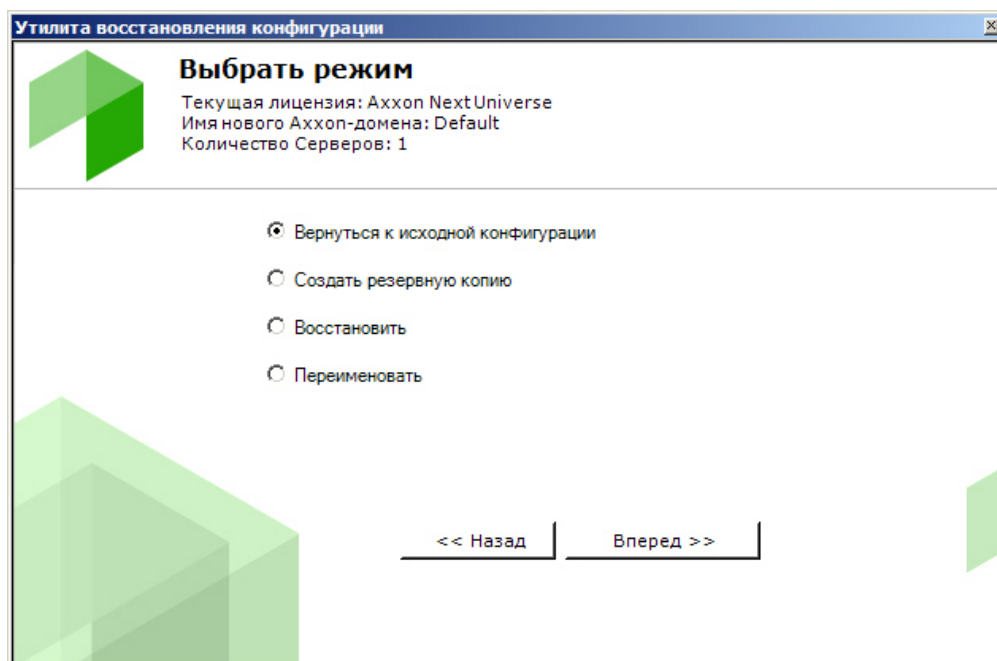 Утилита восстановления конфигурации
Выбрать режим
Текущая лицензия: Axxon Next Universe
Имя нового Аххон-домена: Default
Количество Серверов: 1
Вернуться к исходной конфигурации
Создать резервную копию
Восстановить
Переименовать
<< Назад
Вперед >>